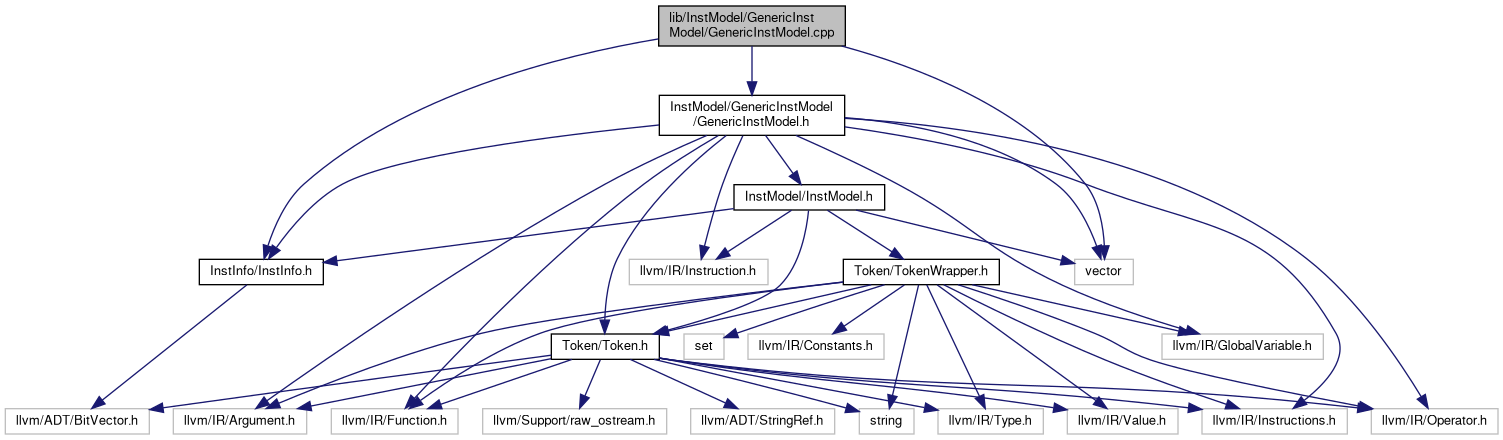 lib/InstModel/GenericInst
Model/GenericInstModel.cpp
InstModel/GenericInstModel
/GenericInstModel.h
InstModel/InstModel.h
InstInfo/InstInfo.h
llvm/IR/Instruction.h
Token/TokenWrapper.h
vector
Token/Token.h
set
llvm/IR/Constants.h
llvm/IR/GlobalVariable.h
llvm/ADT/BitVector.h
llvm/IR/Argument.h
llvm/IR/Function.h
llvm/Support/raw_ostream.h
llvm/ADT/StringRef.h
string
llvm/IR/Type.h
llvm/IR/Value.h
llvm/IR/Instructions.h
llvm/IR/Operator.h